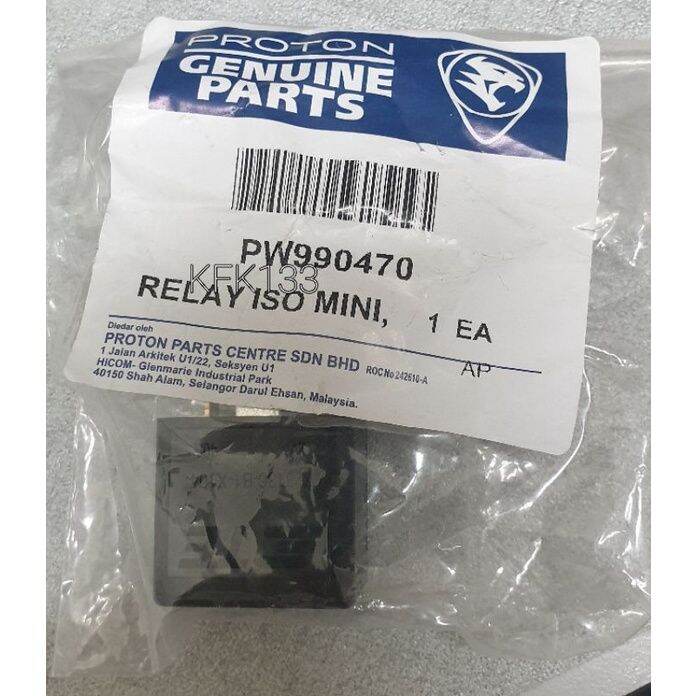 PROTON
GENUINE
PARTS
PW990470
KFK133
RELAY ISO MINI, 1 EA
Diedar oleh
PROTON PARTS CENTRE SDN BHD ROC No 242610-A
1 Jalan Arkitek U1/22, Seksyen U1
HICOM- Glenmarie Industrial Park
40150 Shah Alam, Selangor Darul Ehsan, Malaysia.
AP